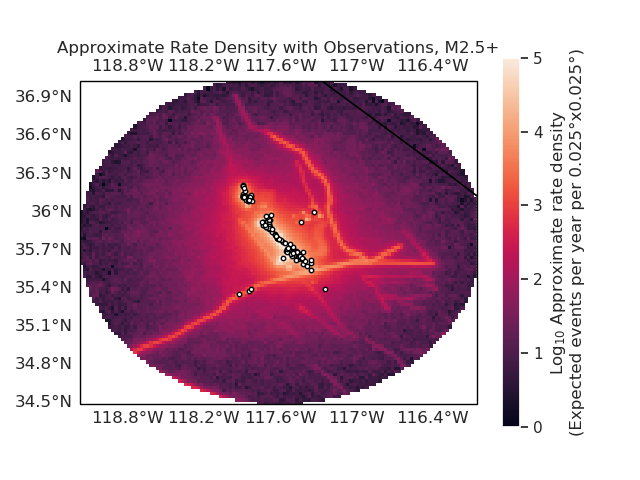 Approximate Rate Density with Observations, M2.5+
118.8°W 118.2°W 117.6°W 117°W 116.4°W
36.9°N
36.6°N
36.3°N
36°N
35.7°N
35.4°N
35.1°N
34.8°N
34.5°N
118.8°W 118.2°W 117.6°W 117°W 116.4°W
5
4
3
2
1
0
Log₁₀ Approximate rate density
(Expected events per year per 0.025°x0.025°)